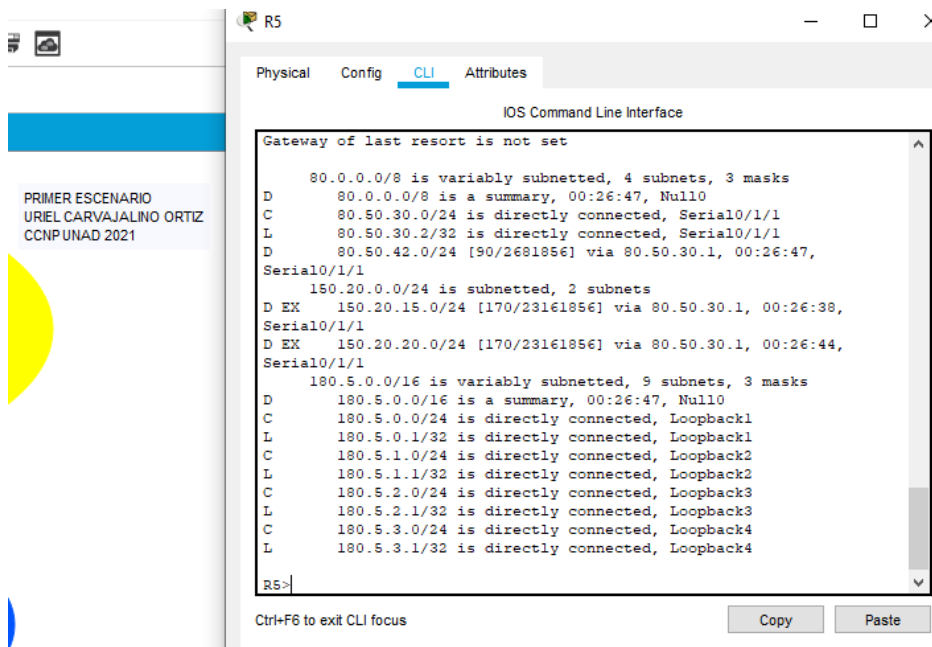 R5
Physical Config CLI Attributes
IOS Command Line Interface
PRIMER ESCENARIO
URIEL CARVAJALINO ORTIZ
CCNP UNAD 2021
Gateway of last resort is not set
80.0.0.0/8 is variably subnetted, 4 subnets, 3 masks
D 80.0.0.0/8 is a summary, 00:26:47, Null0
C 80.50.30.0/24 is directly connected, Serial0/1/1
L 80.50.30.2/32 is directly connected, Serial0/1/1
D 80.50.42.0/24 [90/2681856] via 80.50.30.1, 00:26:47,
Serial0/1/1
150.20.0.0/24 is subnetted, 2 subnets
D EX 150.20.15.0/24 [170/23161856] via 80.50.30.1, 00:26:38,
Serial0/1/1
D EX 150.20.20.0/24 [170/23161856] via 80.50.30.1, 00:26:44,
Serial0/1/1
180.5.0.0/16 is variably subnetted, 9 subnets, 3 masks
D 180.5.0.0/16 is a summary, 00:26:47, Null0
C 180.5.0.0/24 is directly connected, Loopback1
L 180.5.0.1/32 is directly connected, Loopback1
C 180.5.1.0/24 is directly connected, Loopback2
L 180.5.1.1/32 is directly connected, Loopback2
C 180.5.2.0/24 is directly connected, Loopback3
L 180.5.2.1/32 is directly connected, Loopback3
C 180.5.3.0/24 is directly connected, Loopback4
L 180.5.3.1/32 is directly connected, Loopback4
R5>
Ctrl+F6 to exit CLI focus
Copy Paste